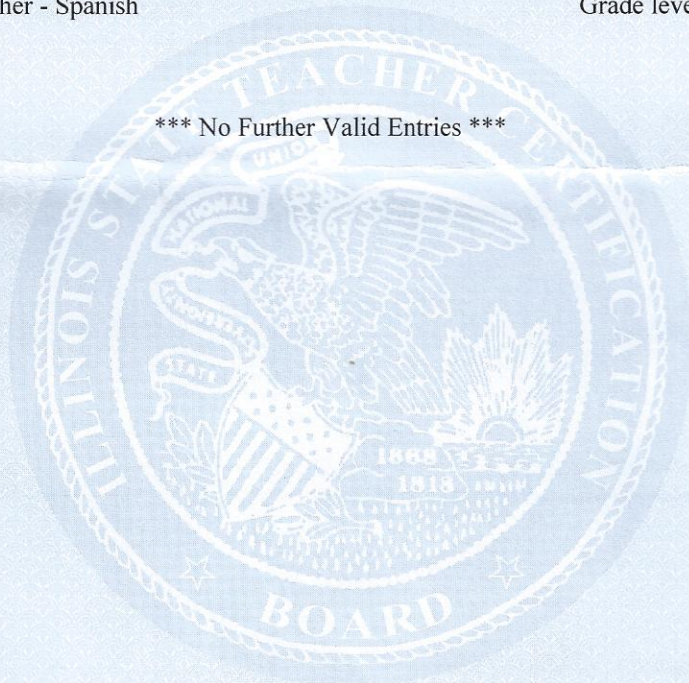 her - Spanish Grade leve
*** No Further Valid Entries ***
ILLINOIS STATE TEACHER CERTIFICATION
UNION
NATIONAL
SOVEREIGNTY
STATE
1868
1818
BOARD